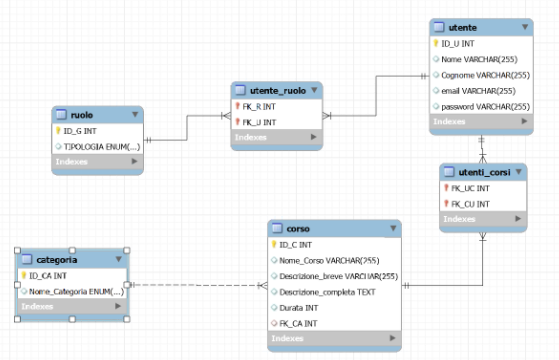 utente
ID_U INT
Nome VARCHAR(255)
Cognome VARCHAR(255)
email VARCHAR(255)
password VARCHAR(255)
Indexes
utente_ruolo
FK_R INT
FK_U INT
Indexes
ruolo
ID_G INT
TIPOLOGIA ENUM(...)
Indexes
utenti_corsi
FK_UC INT
FK_CU INT
Indexes
corso
ID_C INT
Nome_Corso VARCHAR(255)
Descrizione_breve VARCHAR(255)
Descrizione_completa TEXT
Durata INT
FK_CA INT
Indexes
categoria
ID_CA INT
Nome_Categoria ENUM(...)
Indexes